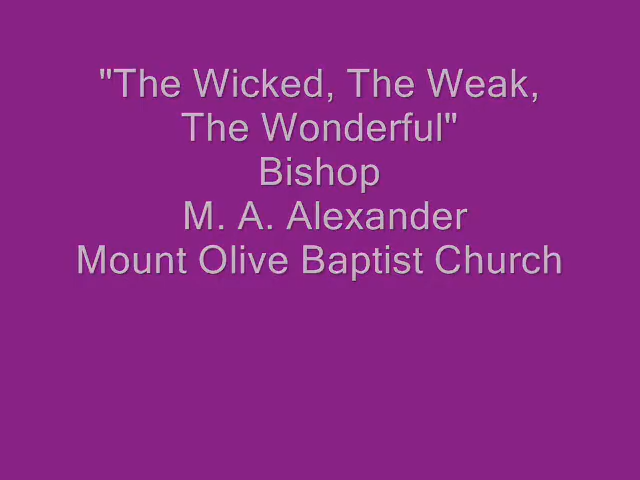 "The Wicked, The Weak,
The Wonderful"
Bishop
M. A. Alexander
Mount Olive Baptist Church